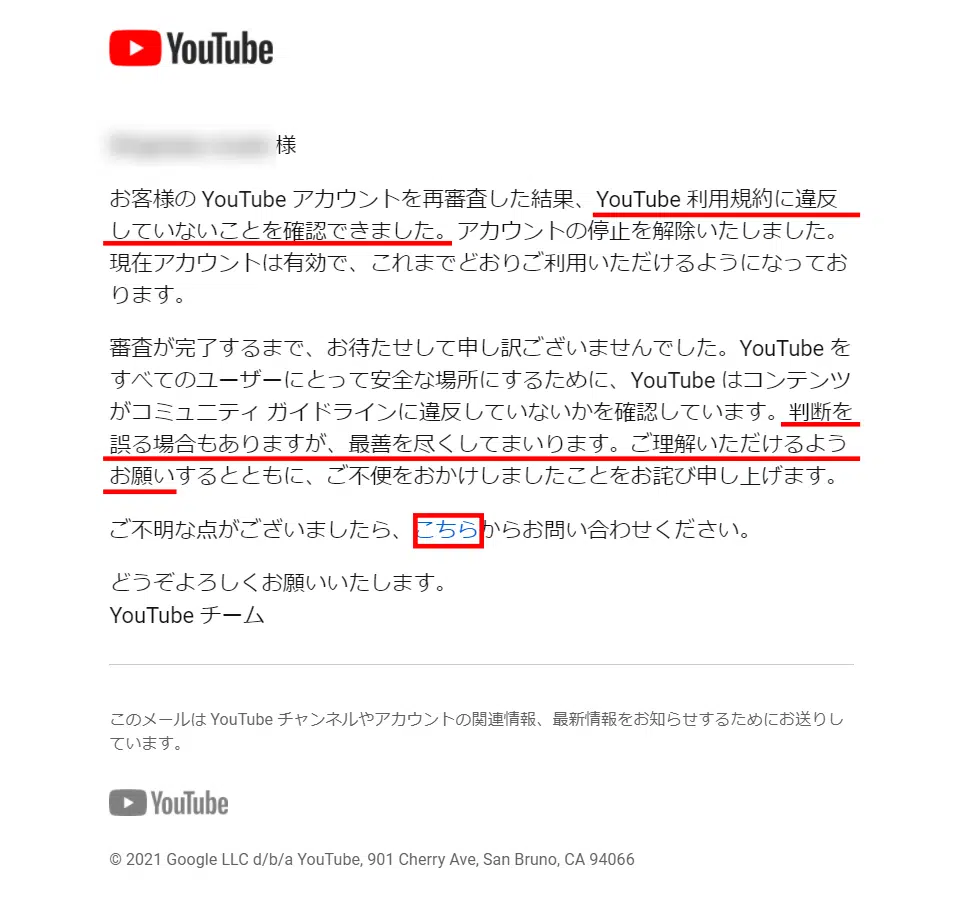 YouTube
様
お客様の YouTube アカウントを再審査した結果、YouTube 利用規約に違反
していないことを確認できました。アカウントの停止を解除いたしました。
現在アカウントは有効で、これまでどおりご利用いただけるようになってお
ります。
審査が完了するまで、お待たせして申し訳ございませんでした。YouTube を
すべてのユーザーにとって安全な場所にするために、YouTube はコンテンツ
がコミュニティ ガイドラインに違反していないかを確認しています。判断を
誤る場合もありますが、最善を尽くしてまいります。ご理解いただけるよう
お願いするとともに、ご不便をおかけしましたことをお詫び申し上げます。
ご不明な点がございましたら、こちらからお問い合わせください。
どうぞよろしくお願いいたします。
YouTube チーム
このメールは YouTube チャンネルやアカウントの関連情報、最新情報をお知らせするためにお送りし
ています。
YouTube
© 2021 Google LLC d/b/a YouTube, 901 Cherry Ave, San Bruno, CA 94066